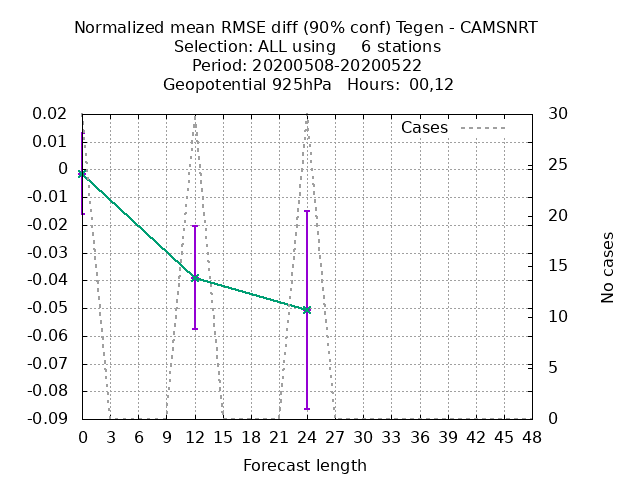 Normalized mean RMSE diff (90% conf) Tegen - CAMSNRT
Selection: ALL using     6 stations
Period: 20200508-20200522
Geopotential 925hPa   Hours:  00,12
Cases
0.02
0.01
0
-0.01
-0.02
-0.03
-0.04
-0.05
-0.06
-0.07
-0.08
-0.09
30
25
20
15
10
5
0
No cases
0 3 6 9 12 15 18 21 24 27 30 33 36 39 42 45 48
Forecast length